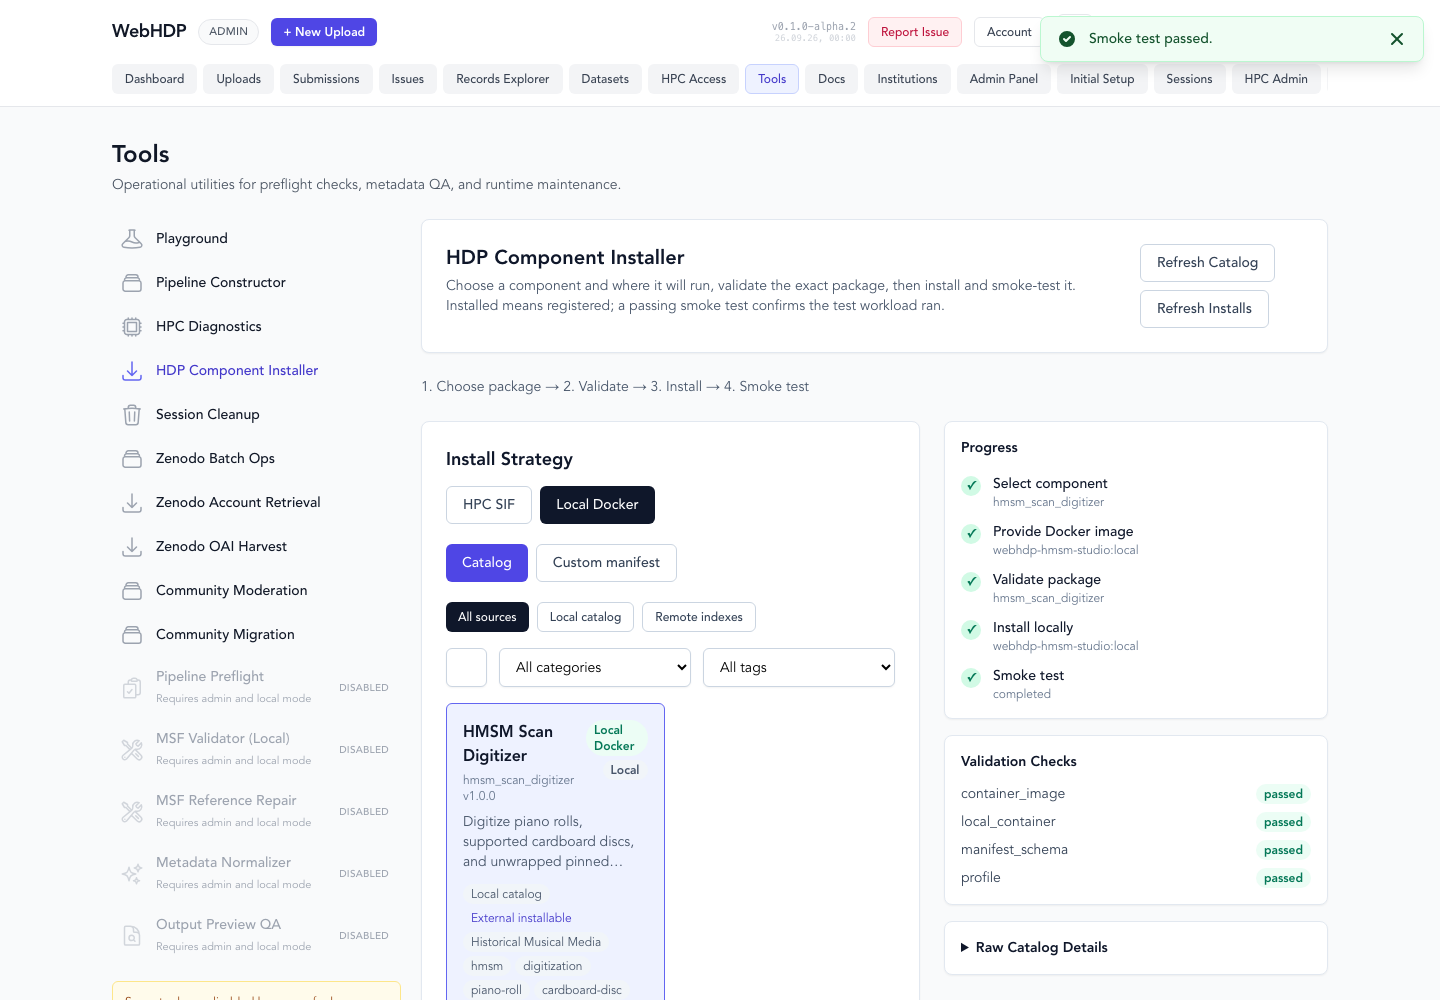 WebHDP
ADMIN
+ New Upload
v0.1.0-alpha.2
26.09.26, 00:00
Report Issue
Account
Smoke test passed.
Dashboard
Uploads
Submissions
Issues
Records Explorer
Datasets
HPC Access
Tools
Docs
Institutions
Admin Panel
Initial Setup
Sessions
HPC Admin
Tools
Operational utilities for preflight checks, metadata QA, and runtime maintenance.
Playground
Pipeline Constructor
HPC Diagnostics
HDP Component Installer
Session Cleanup
Zenodo Batch Ops
Zenodo Account Retrieval
Zenodo OAI Harvest
Community Moderation
Community Migration
Pipeline Preflight
Requires admin and local mode
DISABLED
MSF Validator (Local)
Requires admin and local mode
DISABLED
MSF Reference Repair
Requires admin and local mode
DISABLED
Metadata Normalizer
Requires admin and local mode
DISABLED
Output Preview QA
Requires admin and local mode
DISABLED
HDP Component Installer
Choose a component and where it will run, validate the exact package, then install and smoke-test it.
Installed means registered; a passing smoke test confirms the test workload ran.
Refresh Catalog
Refresh Installs
1. Choose package → 2. Validate → 3. Install → 4. Smoke test
Install Strategy
HPC SIF
Local Docker
Catalog
Custom manifest
All sources
Local catalog
Remote indexes
All categories
All tags
HMSM Scan
Digitizer
Local
Docker
Local
hmsm_scan_digitizer
v1.0.0
Digitize piano rolls,
supported cardboard discs,
and unwrapped pinned…
Local catalog
External installable
Historical Musical Media
hmsm
digitization
piano-roll
cardboard-disc
Progress
Select component
hmsm_scan_digitizer
Provide Docker image
webhdp-hmsm-studio:local
Validate package
hmsm_scan_digitizer
Install locally
webhdp-hmsm-studio:local
Smoke test
completed
Validation Checks
container_image
passed
local_container
passed
manifest_schema
passed
profile
passed
Raw Catalog Details